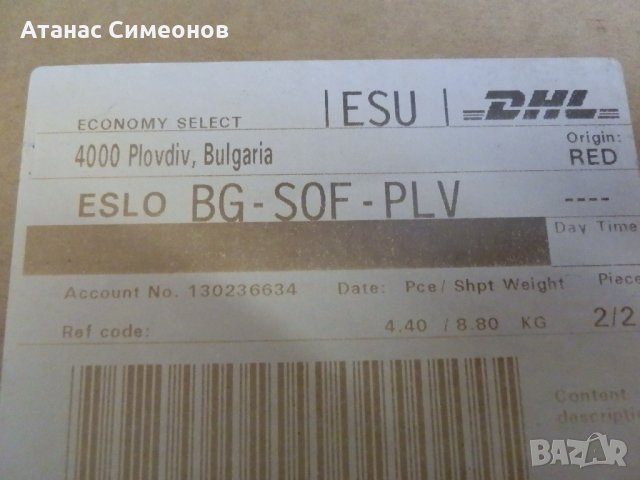 Атанас Симеонов
ECONOMY SELECT |ESU| DHL
4000 Plovdiv, Bulgaria Origin:
RED
ESLO BG-SOF-PLV ----
Day Time
Account No. 130236634 Date: Pce/ Shpt Weight Piece
Ref code: 4.40 / 8.80 KG 2/2
Content
descripti
BAZAR